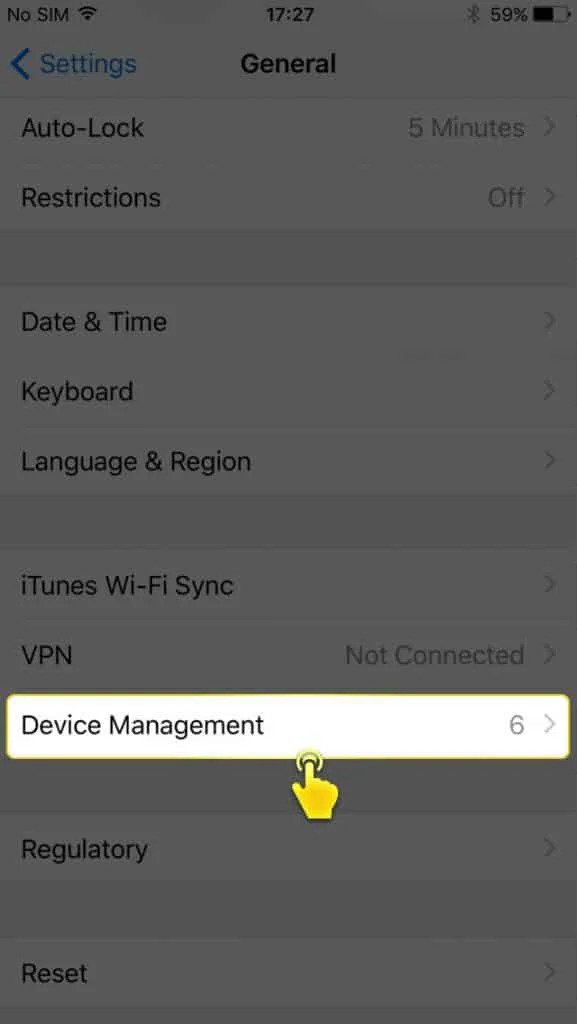 No SIM 17:27 59%
Settings General
Auto-Lock 5 Minutes
Restrictions Off
Date & Time
Keyboard
Language & Region
iTunes Wi-Fi Sync
VPN Not Connected
Device Management 6
Regulatory
Reset